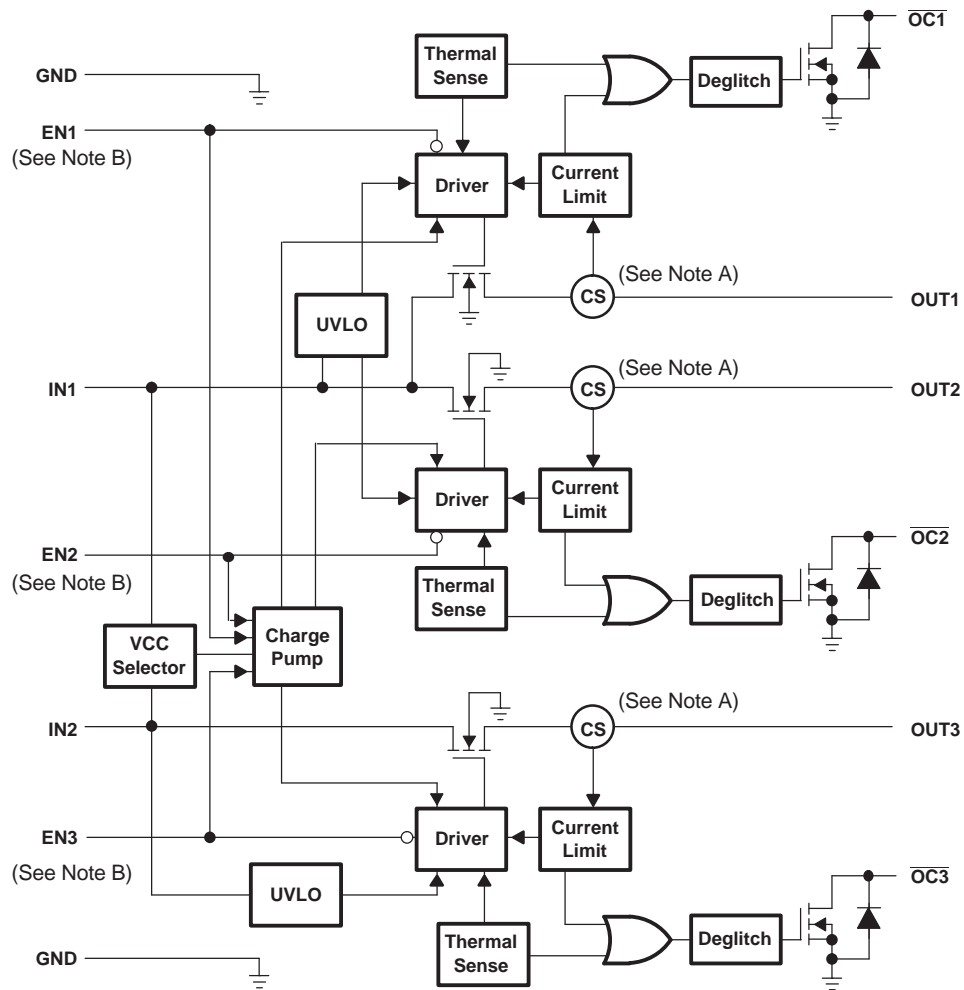 OC1
Thermal
Sense
GND
Deglitch
EN1
(See Note B)
Driver
Current
Limit
(See Note A)
CS
OUT1
UVLO
(See Note A)
IN1
CS
OUT2
Driver
Current
Limit
EN2
(See Note B)
OC2
Thermal
Sense
Deglitch
VCC
Selector
Charge
Pump
(See Note A)
IN2
CS
OUT3
EN3
(See Note B)
Driver
Current
Limit
UVLO
OC3
Thermal
Sense
Deglitch
GND